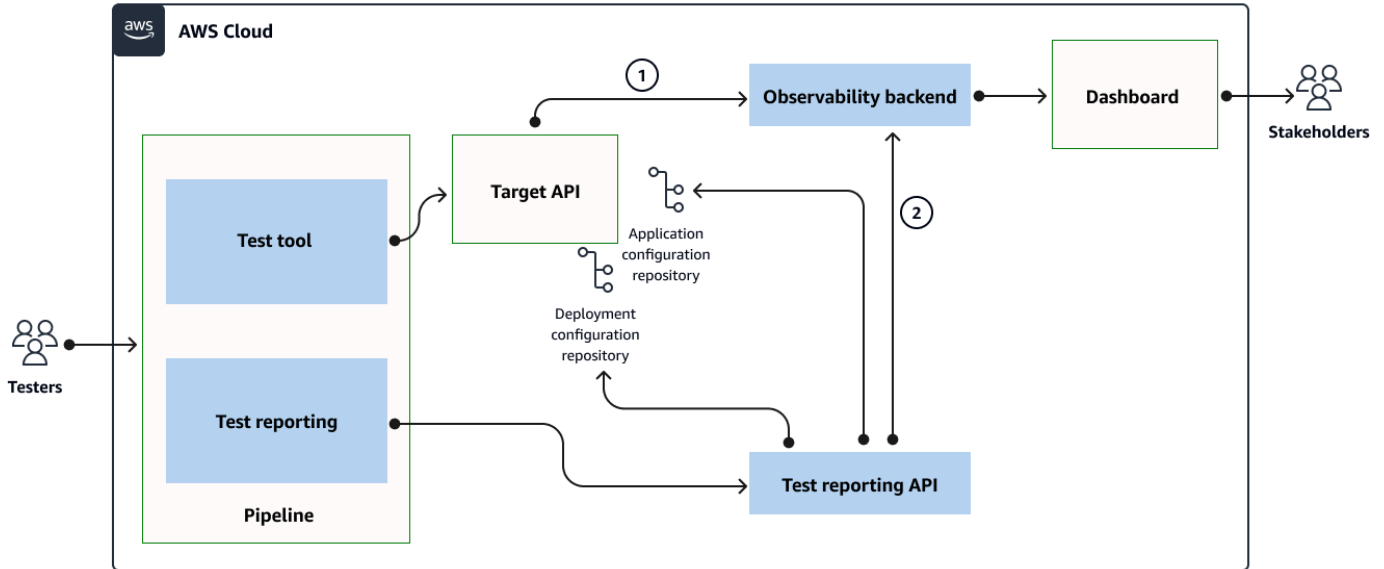 aws
AWS Cloud
1
Observability backend
Dashboard
Stakeholders
Target API
Test tool
2
Application
configuration
repository
Deployment
configuration
repository
Testers
Test reporting
Test reporting API
Pipeline